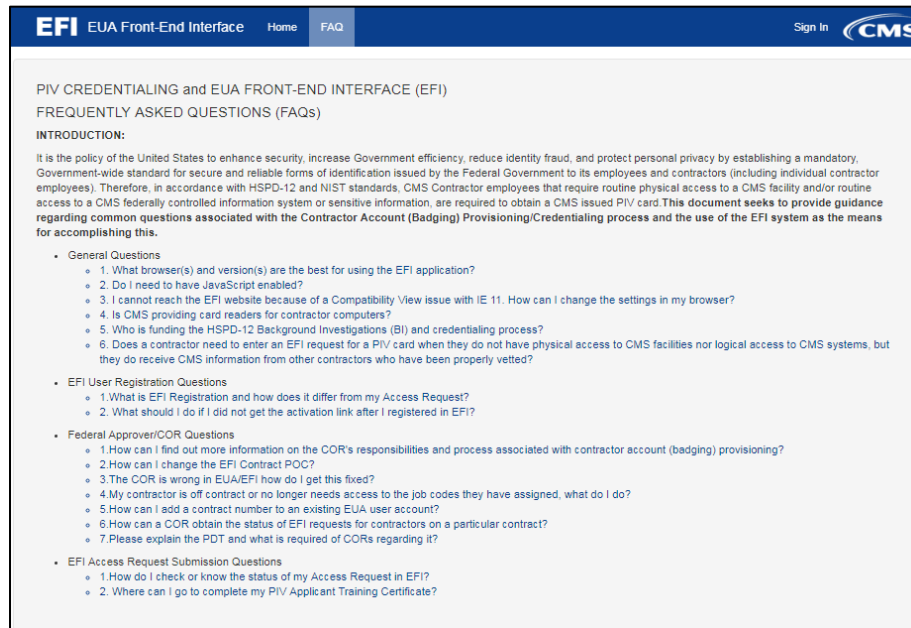 EFI EUA Front-End Interface Home FAQ Sign In CMS
PIV CREDENTIALING and EUA FRONT-END INTERFACE (EFI)
FREQUENTLY ASKED QUESTIONS (FAQs)
INTRODUCTION:
It is the policy of the United States to enhance security, increase Government efficiency, reduce identity fraud, and protect personal privacy by establishing a mandatory,
Government-wide standard for secure and reliable forms of identification issued by the Federal Government to its employees and contractors (including individual contractor
employees). Therefore, in accordance with HSPD-12 and NIST standards, CMS Contractor employees that require routine physical access to a CMS facility and/or routine
access to a CMS federally controlled information system or sensitive information, are required to obtain a CMS issued PIV card.This document seeks to provide guidance
regarding common questions associated with the Contractor Account (Badging) Provisioning/Credentialing process and the use of the EFI system as the means
for accomplishing this.
• General Questions
1. What browser(s) and version(s) are the best for using the EFI application?
2. Do I need to have JavaScript enabled?
3. I cannot reach the EFI website because of a Compatibility View issue with IE 11. How can I change the settings in my browser?
4. Is CMS providing card readers for contractor computers?
5. Who is funding the HSPD-12 Background Investigations (BI) and credentialing process?
6. Does a contractor need to enter an EFI request for a PIV card when they do not have physical access to CMS facilities nor logical access to CMS systems, but
they do receive CMS information from other contractors who have been properly vetted?
• EFI User Registration Questions
1.What is EFI Registration and how does it differ from my Access Request?
2. What should I do if I did not get the activation link after I registered in EFI?
• Federal Approver/COR Questions
1.How can I find out more information on the COR's responsibilities and process associated with contractor account (badging) provisioning?
2.How can I change the EFI Contract POC?
3.The COR is wrong in EUA/EFI how do I get this fixed?
4.My contractor is off contract or no longer needs access to the job codes they have assigned, what do I do?
5.How can I add a contract number to an existing EUA user account?
6.How can a COR obtain the status of EFI requests for contractors on a particular contract?
7.Please explain the PDT and what is required of CORs regarding it?
• EFI Access Request Submission Questions
1.How do I check or know the status of my Access Request in EFI?
2. Where can I go to complete my PIV Applicant Training Certificate?